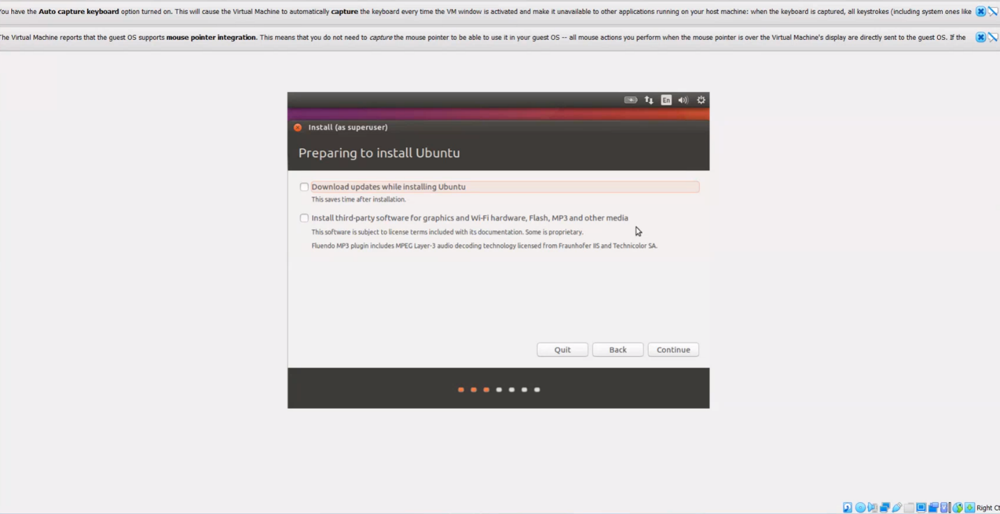 You have the Auto capture keyboard option turned on. This will cause the Virtual Machine to automatically capture the keyboard every time the VM window is activated and make it unavailable to other applications running on your host machine: when the keyboard is captured, all keystrokes (including system ones like
The Virtual Machine reports that the guest OS supports mouse pointer integration. This means that you do not need to capture the mouse pointer to be able to use it in your guest OS -- all mouse actions you perform when the mouse pointer is over the Virtual Machine's display are directly sent to the guest OS. If the
En
Install (as superuser)
Preparing to install Ubuntu
Download updates while installing Ubuntu
This saves time after installation.
Install third-party software for graphics and Wi-Fi hardware, Flash, MP3 and other media
This software is subject to license terms included with its documentation. Some is proprietary.
Fluendo MP3 plugin includes MPEG Layer-3 audio decoding technology licensed from Fraunhofer IIS and Technicolor SA.
Quit Back Continue
Right Ct